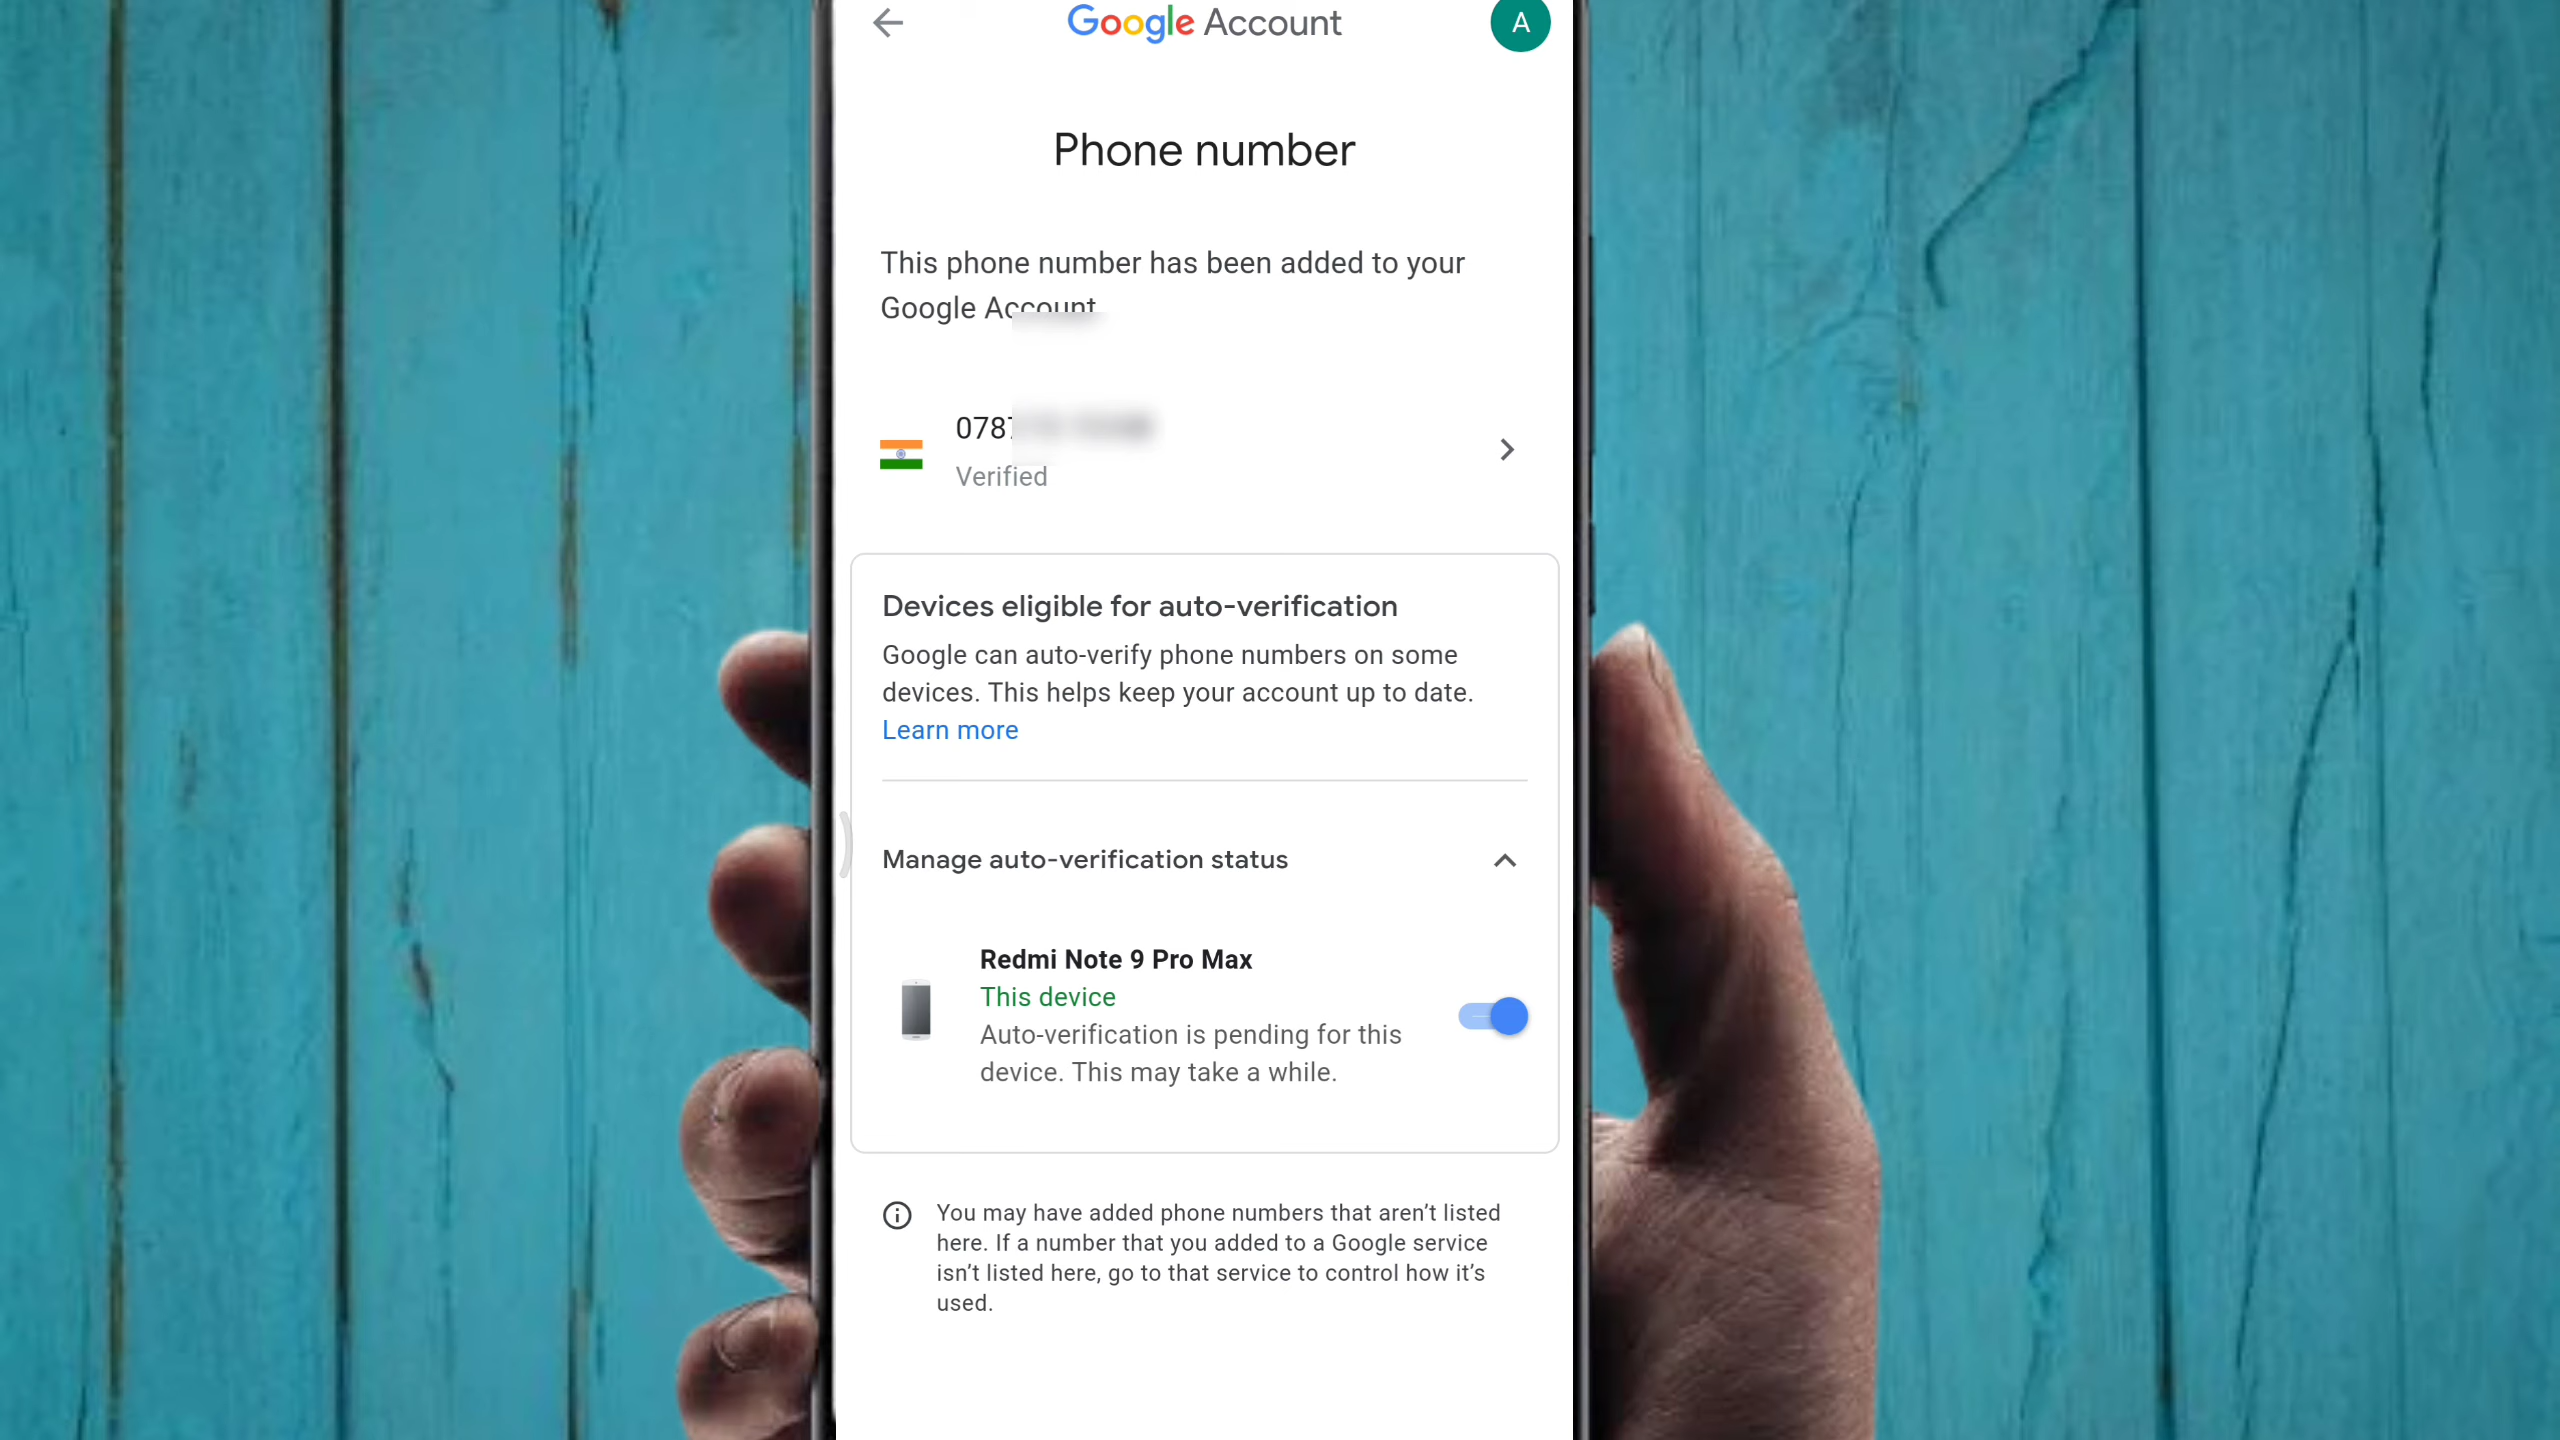 Google Account
A
Phone number
This phone number has been added to your
Google Account
078
Verified
Devices eligible for auto-verification
Google can auto-verify phone numbers on some
devices. This helps keep your account up to date.
Learn more
Manage auto-verification status
Redmi Note 9 Pro Max
This device
Auto-verification is pending for this
device. This may take a while.
You may have added phone numbers that aren’t listed
here. If a number that you added to a Google service
isn’t listed here, go to that service to control how it’s
used.